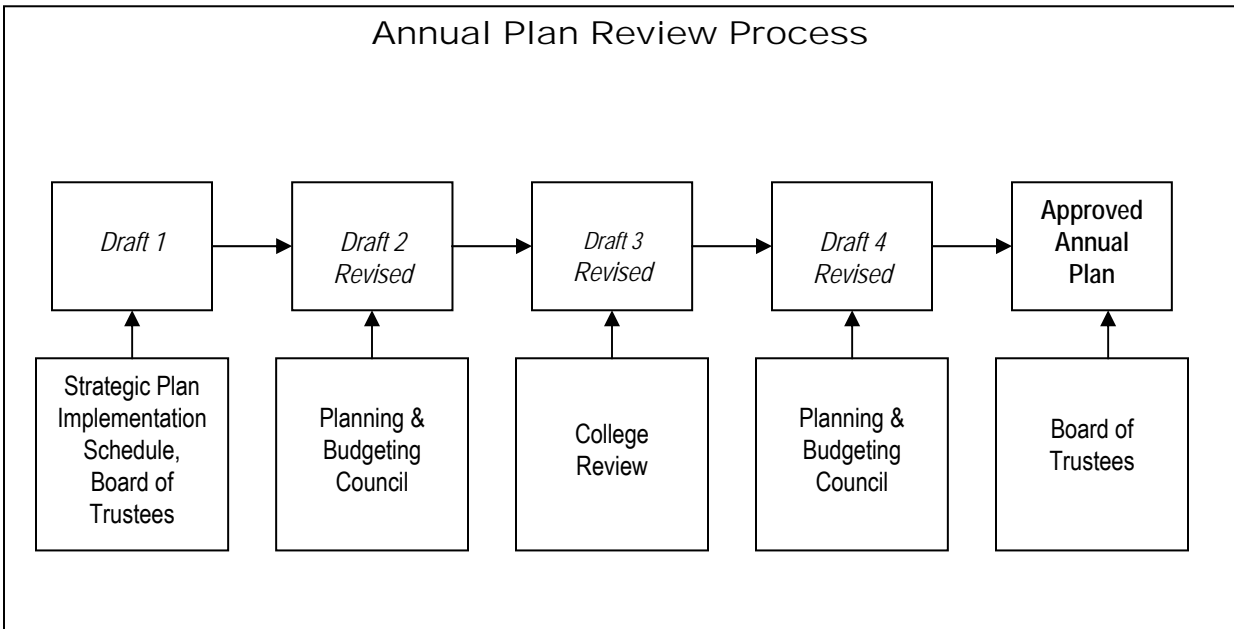 Annual Plan Review Process
Draft 1
Draft 2
Revised
Draft 3
Revised
Draft 4
Revised
Approved
Annual
Plan
Strategic Plan
Implementation
Schedule,
Board of
Trustees
Planning &
Budgeting
Council
College
Review
Planning &
Budgeting
Council
Board of
Trustees